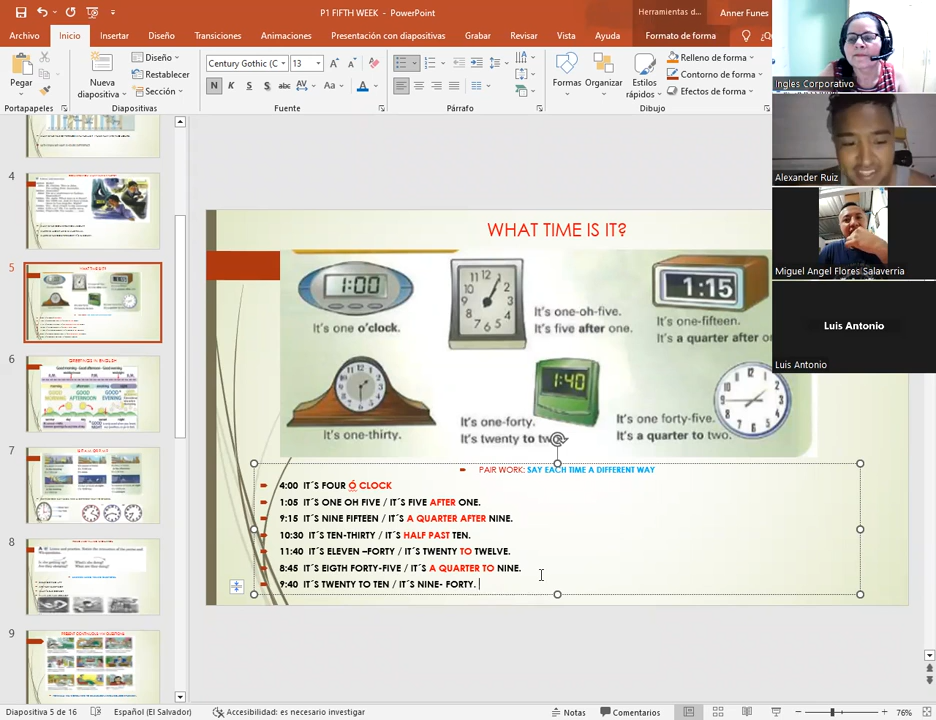 P1 FIFTH WEEK - PowerPoint
Herramientas d...
Anner Funes
Archivo
Inicio
Insertar
Diseño
Transiciones
Animaciones
Presentación con diapositivas
Grabar
Revisar
Vista
Ayuda
Formato de forma
Pegar
Nueva diapositiva
Diseño
Restablecer
Sección
Century Gothic (C
13
N K S abc AV Aa A
Formas
Organizar
Estilos rápidos
Relleno de forma
Contorno de forma
Efectos de forma
Portapapeles
Diapositivas
Fuente
Párrafo
Dibujo
Ingles Corporativo
Alexander Ruiz
Miguel Angel Flores Salaverria
Luis Antonio
Luis Antonio
4
5
6
7
8
9
WHAT TIME IS IT?
1:00
It's one o'clock.
It's one-oh-five.
It's five after one.
1:15
It's one-fifteen.
It's a quarter after o
It's one-thirty.
1:40
It's one-forty.
It's twenty to tw
It's one forty-five.
It's a quarter to two.
PAIR WORK: SAY EACH TIME A DIFFERENT WAY
4:00 IT´S FOUR Ó CLOCK
1:05 IT´S ONE OH FIVE / IT´S FIVE AFTER ONE.
9:15 IT´S NINE FIFTEEN / IT´S A QUARTER AFTER NINE.
10:30 IT´S TEN-THIRTY / IT´S HALF PAST TEN.
11:40 IT´S ELEVEN –FORTY / IT´S TWENTY TO TWELVE.
8:45 IT´S EIGTH FORTY-FIVE / IT´S A QUARTER TO NINE.
9:40 IT´S TWENTY TO TEN / IT´S NINE- FORTY.
Diapositiva 5 de 16
Español (El Salvador)
Accesibilidad: es necesario investigar
Notas
Comentarios
76%